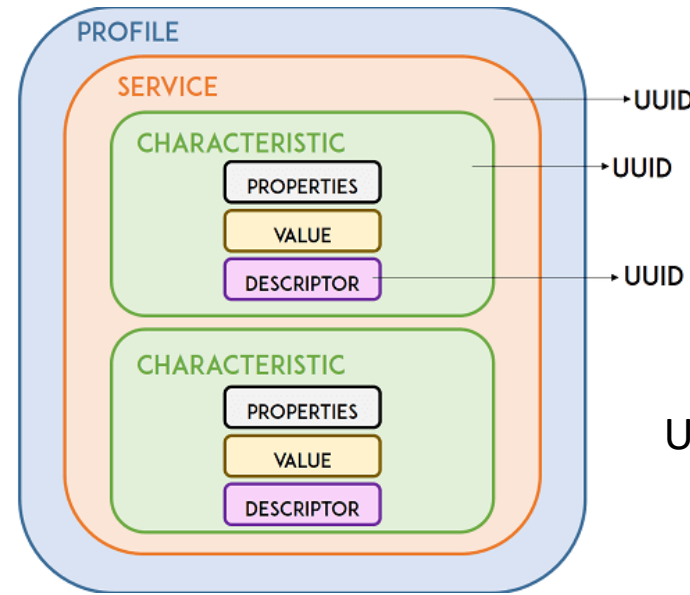 PROFILE
SERVICE
UUID
CHARACTERISTIC
UUID
PROPERTIES
VALUE
DESCRIPTOR
UUID
CHARACTERISTIC
PROPERTIES
U
VALUE
DESCRIPTOR